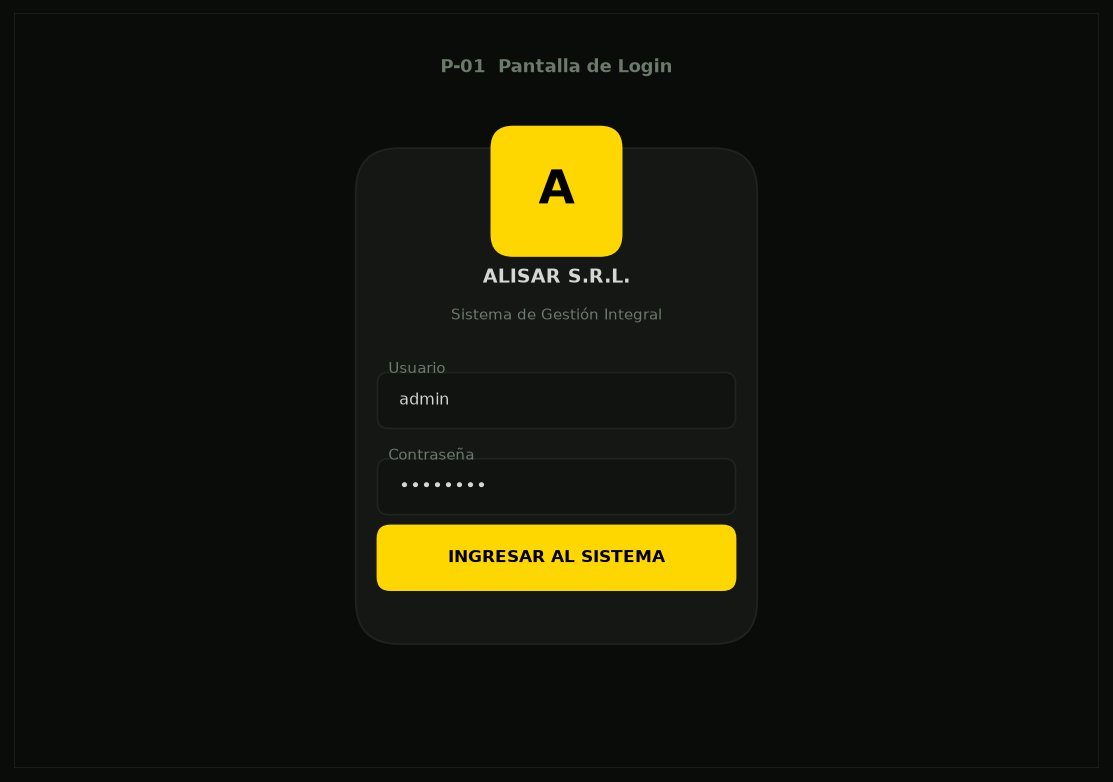 P-01  Pantalla de Login
A
ALISAR S.R.L.
Sistema de Gestión Integral
Usuario
admin
Contraseña
••••••••
INGRESAR AL SISTEMA